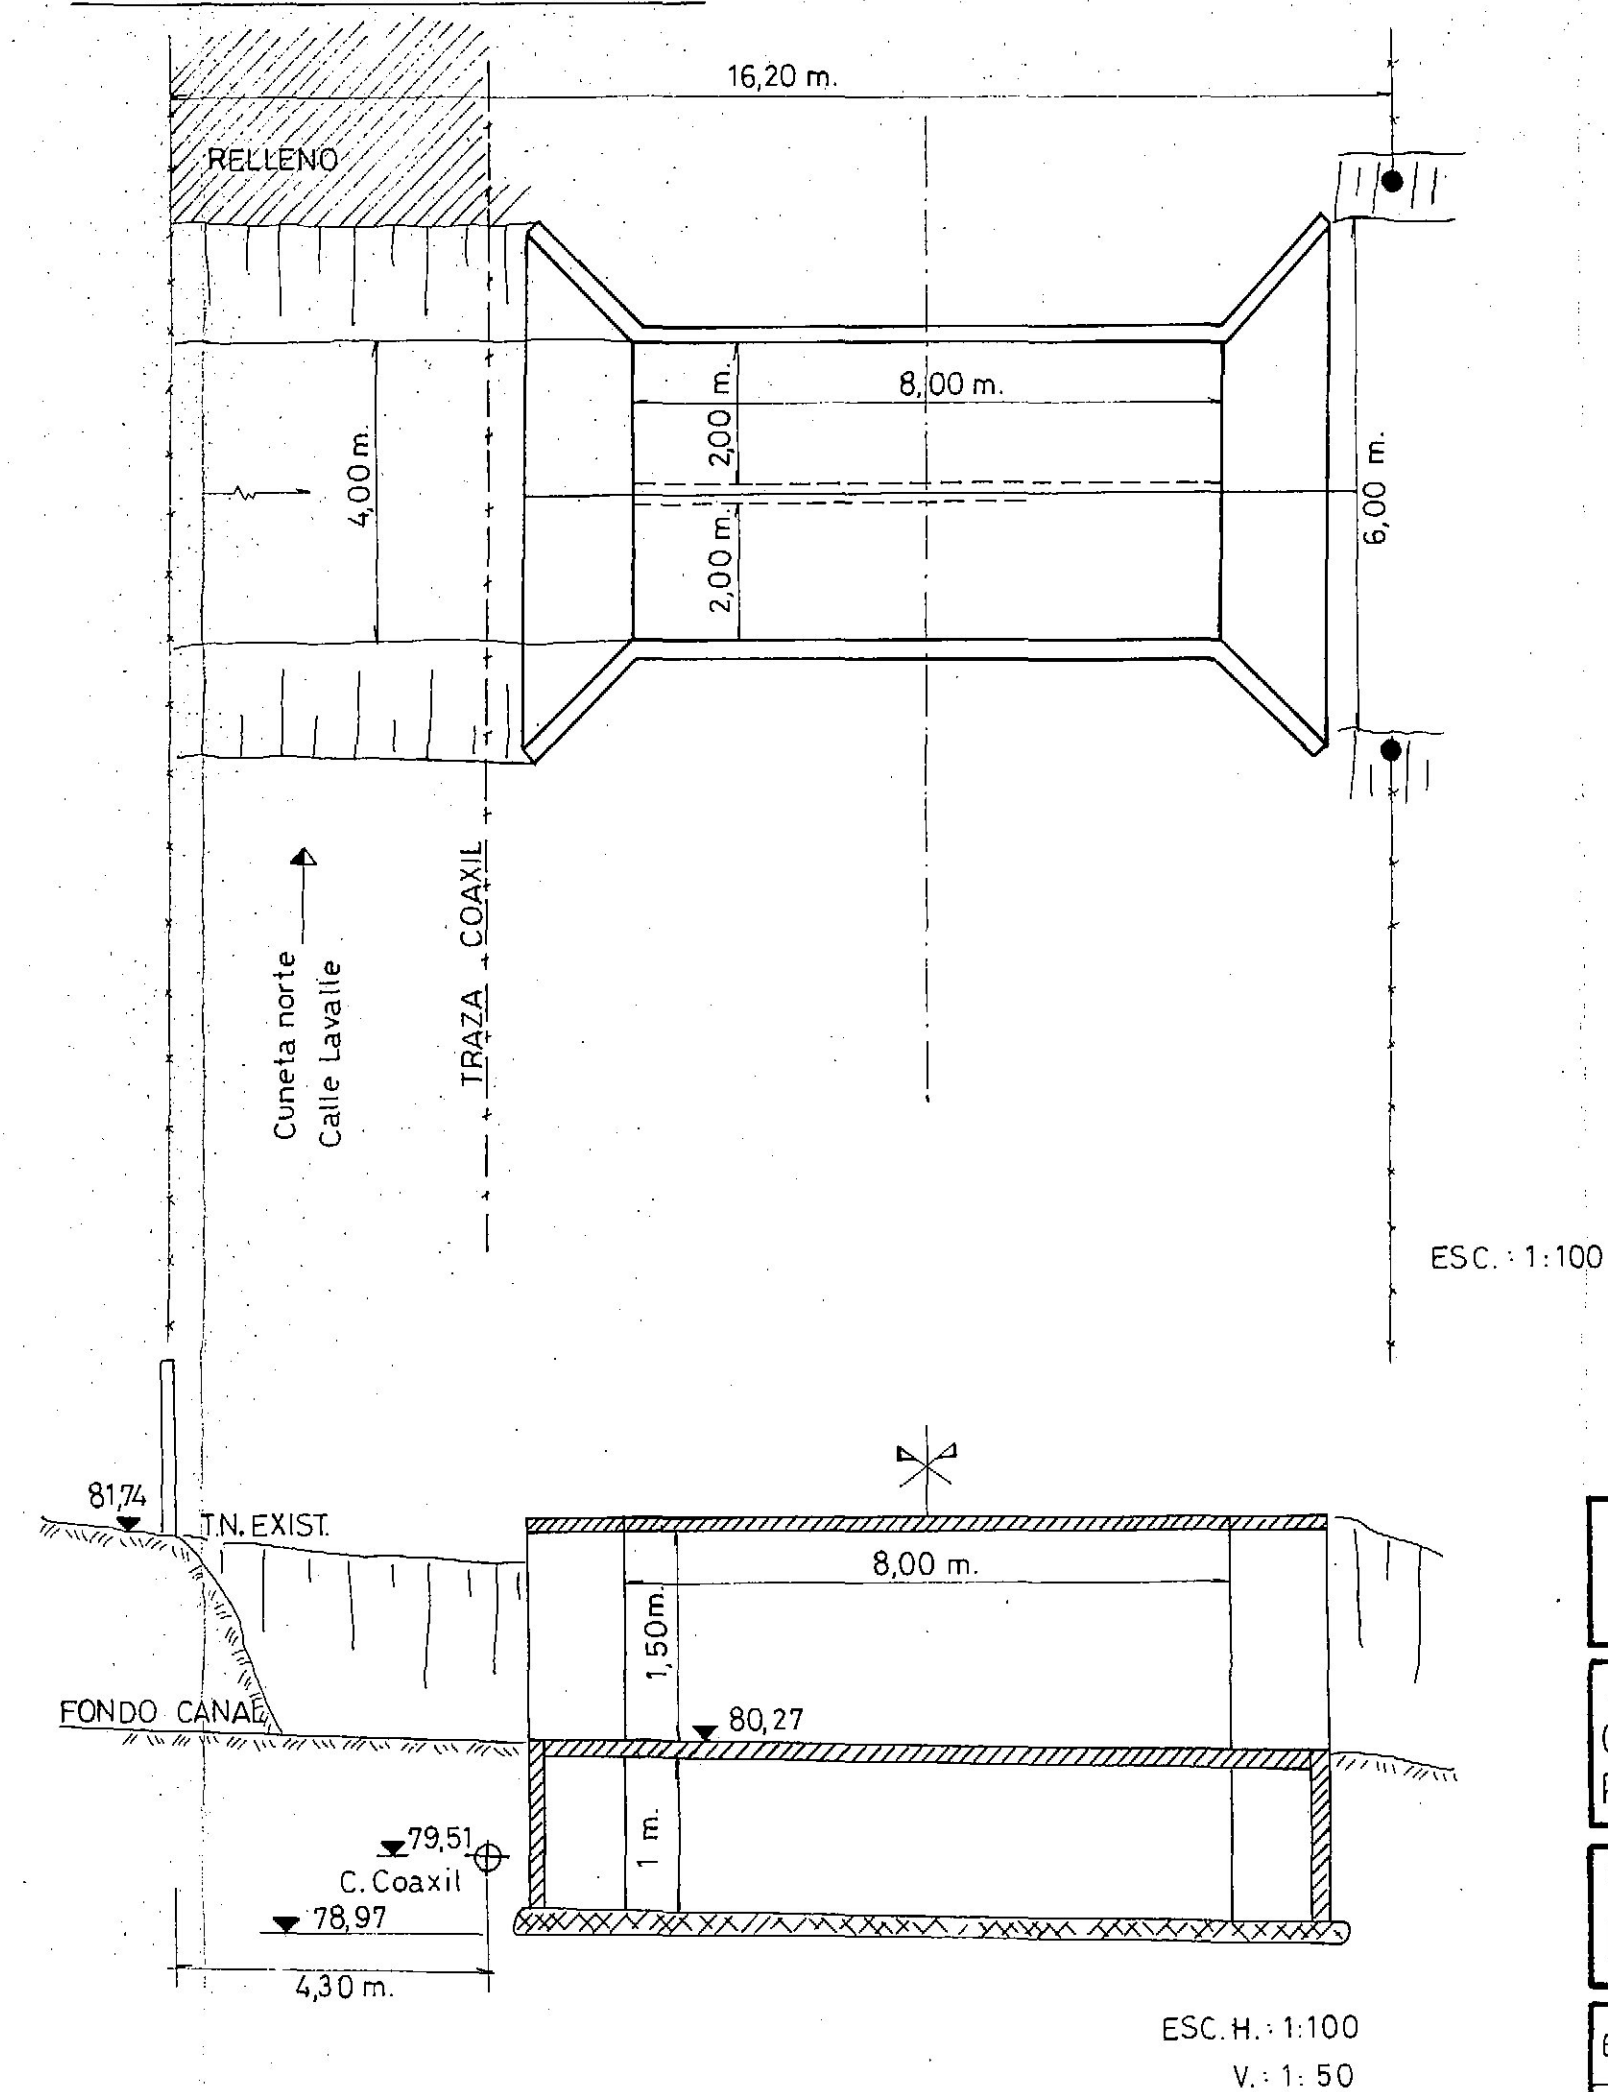 16,20 m.
RELLENO
8,00 m.
2,00 m.
4,00 m.
6,00 m.
2,00 m.
TRAZA COAXIL
Cuneta norte
Calle Lavalle
ESC.: 1:100
81,74
T.N. EXIST.
8,00 m.
1,50 m.
FONDO CANAL
80,27
79,51
1 m.
C. Coaxil
78,97
4,30 m.
ESC. H.: 1:100
V.: 1: 50